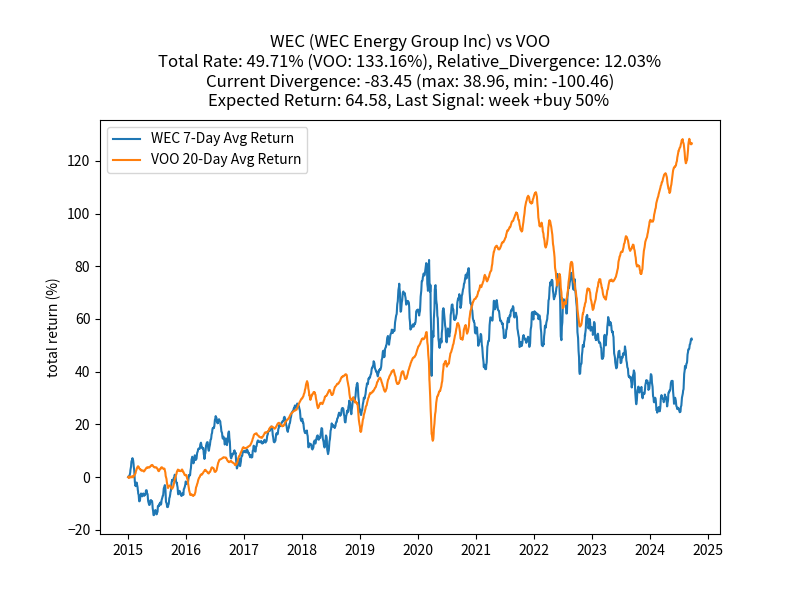 WEC (WEC Energy Group Inc) vs VOO
Total Rate: 49.71% (VOO: 133.16%), Relative_Divergence: 12.03%
Current Divergence: -83.45 (max: 38.96, min: -100.46)
Expected Return: 64.58, Last Signal: week +buy 50%
WEC 7-Day Avg Return
VOO 20-Day Avg Return
total return (%)
120
100
80
60
40
20
0
−20
2015 2016 2017 2018 2019 2020 2021 2022 2023 2024 2025